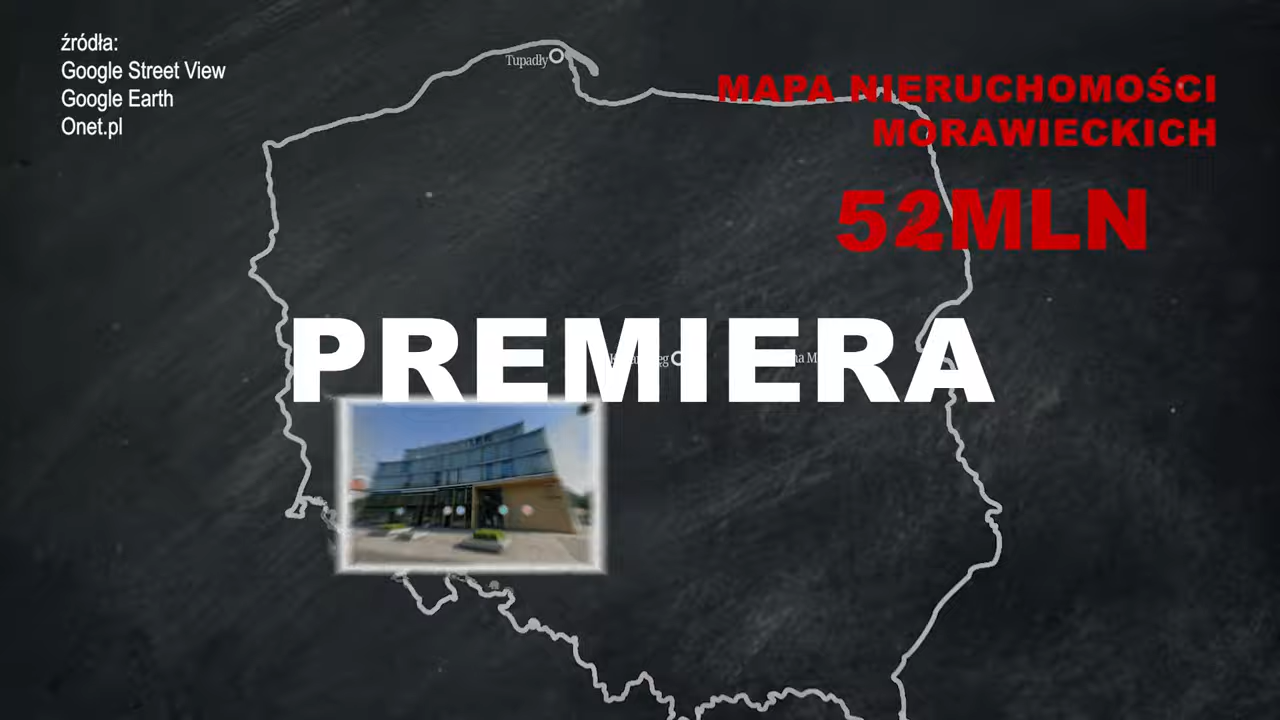 źródła:
Google Street View
Google Earth
Onet.pl
Tupadły
MAPA NIERUCHOMOŚCI
MORAWIECKICH
52MLN
PREMIERA